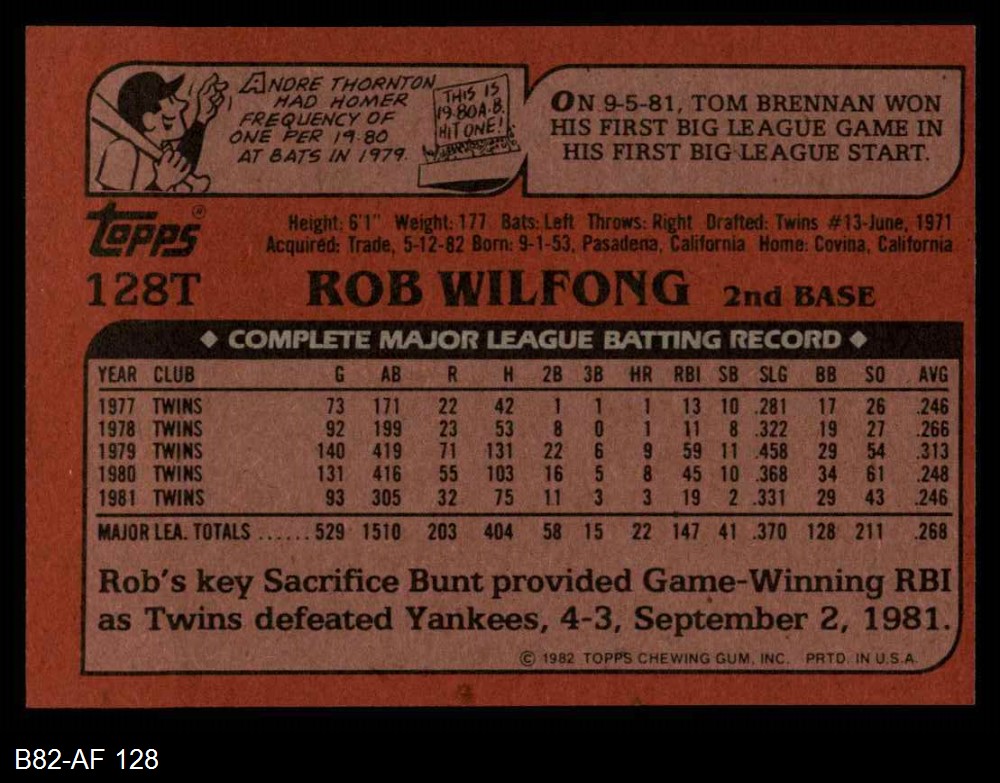 ANDRE THORNTON
HAD HOMER
FREQUENCY OF
ONE PER 19.80
AT BATS IN 1979.
THIS IS
19.80 A.B.
HIT ONE!
ON 9-5-81, TOM BRENNAN WON
HIS FIRST BIG LEAGUE GAME IN
HIS FIRST BIG LEAGUE START.
Topps®
Height: 6'1" Weight: 177 Bats: Left Throws: Right Drafted: Twins #13-June, 1971
Acquired: Trade, 5-12-82 Born: 9-1-53, Pasadena, California Home: Covina, California
128T ROB WILFONG 2nd BASE
◆ COMPLETE MAJOR LEAGUE BATTING RECORD ◆
YEAR CLUB G AB R H 2B 3B HR RBI SB SLG BB SO AVG
1977 TWINS 73 171 22 42 1 1 1 13 10 .281 17 26 .246
1978 TWINS 92 199 23 53 8 0 1 11 8 .322 19 27 .266
1979 TWINS 140 419 71 131 22 6 9 59 11 .458 29 54 .313
1980 TWINS 131 416 55 103 16 5 8 45 10 .368 34 61 .248
1981 TWINS 93 305 32 75 11 3 3 19 2 .331 29 43 .246
MAJOR LEA. TOTALS ...... 529 1510 203 404 58 15 22 147 41 .370 128 211 .268
Rob's key Sacrifice Bunt provided Game-Winning RBI
as Twins defeated Yankees, 4-3, September 2, 1981.
© 1982 TOPPS CHEWING GUM, INC. PRTD. IN U.S.A.
B82-AF 128